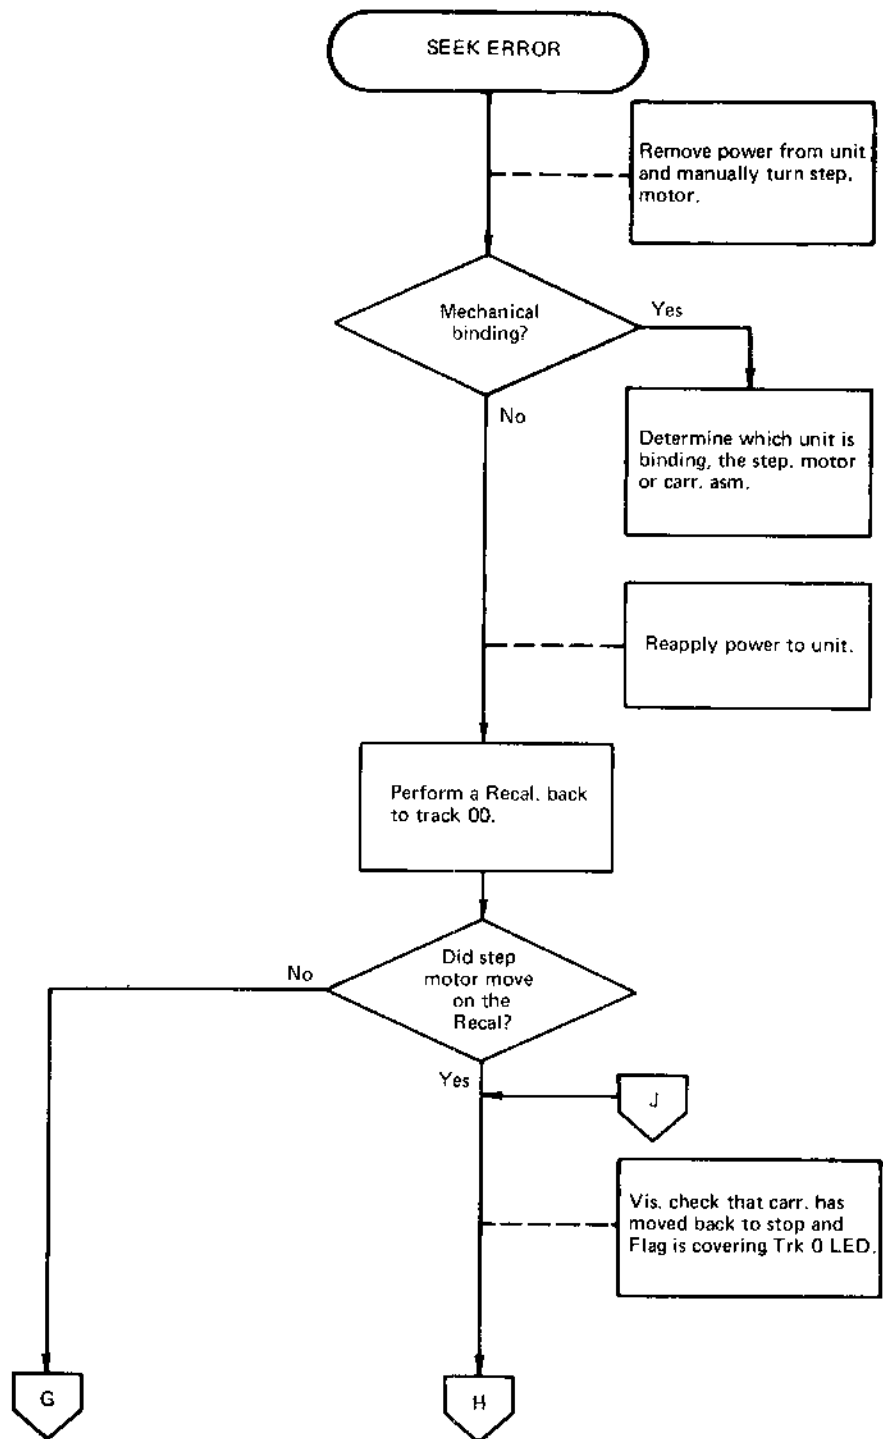 SEEK ERROR
Remove power from unit
and manually turn step.
motor.
Mechanical
binding?
Yes
No
Determine which unit is
binding, the step. motor
or carr. asm.
Reapply power to unit.
Perform a Recal. back
to track 00.
Did step
motor move
on the
Recal?
No
Yes
J
Vis. check that carr. has
moved back to stop and
Flag is covering Trk 0 LED.
G
H